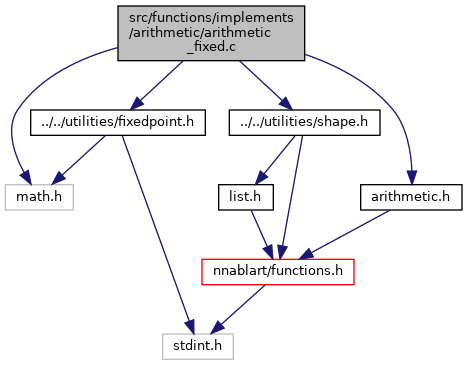 src/functions/implements
/arithmetic/arithmetic
_fixed.c
../../utilities/fixedpoint.h
../../utilities/shape.h
math.h
list.h
arithmetic.h
nnablart/functions.h
stdint.h